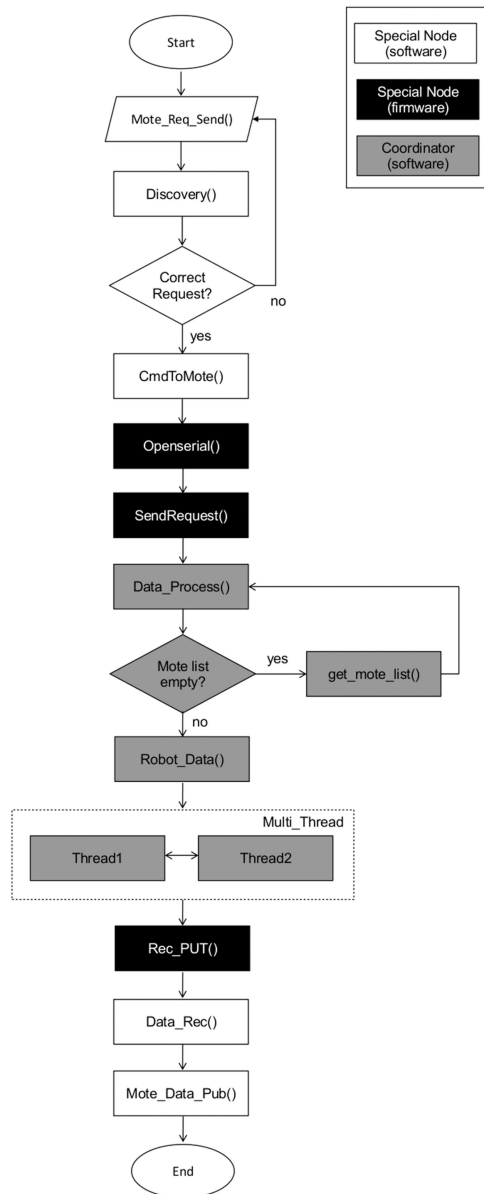 Start
Special Node
(software)
Special Node
(firmware)
Coordinator
(software)
Mote_Req_Send()
Discovery()
Correct
Request?
no
yes
CmdToMote()
Openserial()
SendRequest()
Data_Process()
Mote list
empty?
yes
get_mote_list()
no
Robot_Data()
Multi_Thread
Thread1
Thread2
Rec_PUT()
Data_Rec()
Mote_Data_Pub()
End